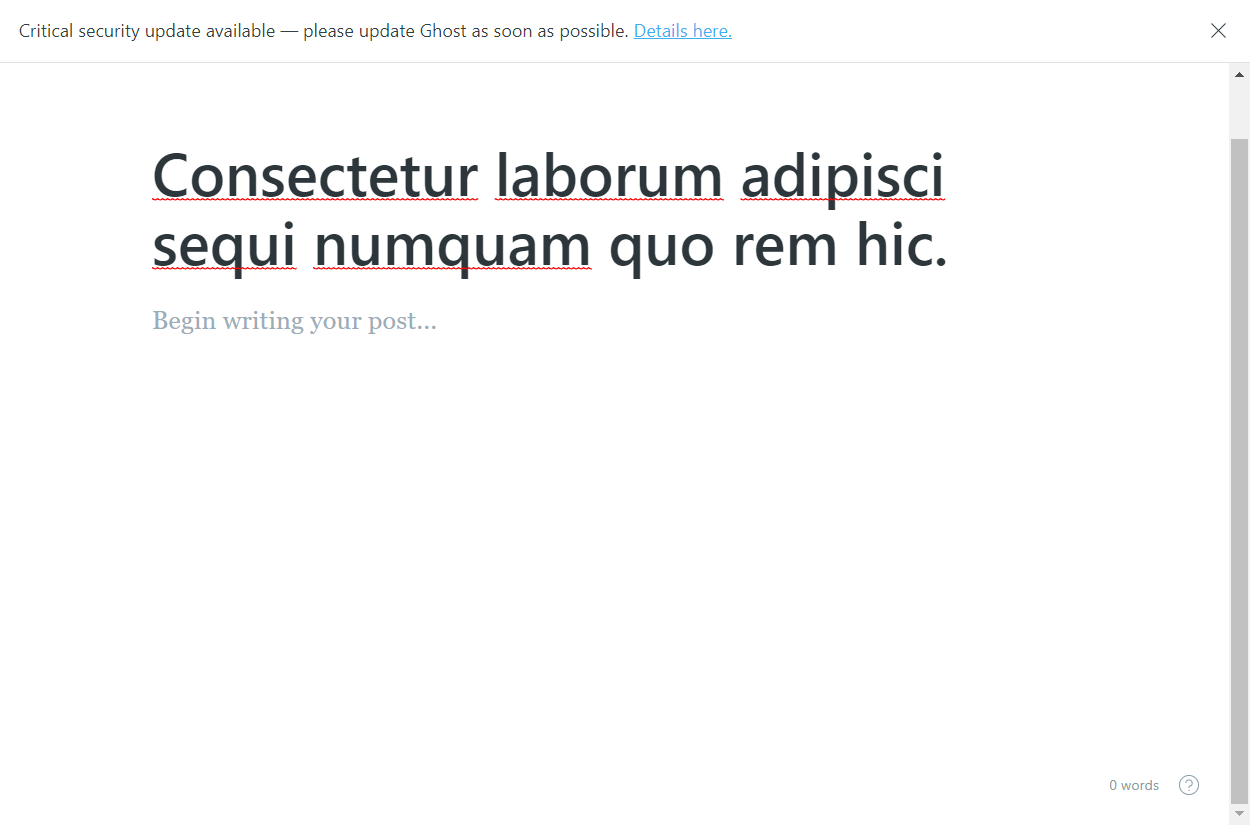 Critical security update available — please update Ghost as soon as possible. Details here.
Consectetur laborum adipisci
sequi numquam quo rem hic.
Begin writing your post...
0 words
?